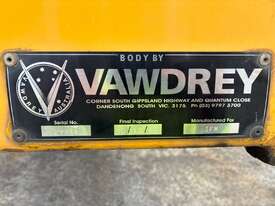 BODY BY
VAWDREY
VAWDREY AUSTRALIA
CORNER SOUTH GIPPSLAND HIGHWAY AND QUANTUM CLOSE
DANDENONG SOUTH VIC. 3175 PH (03) 9797 3700
Serial No. Final Inspection Manufactured For
/ /